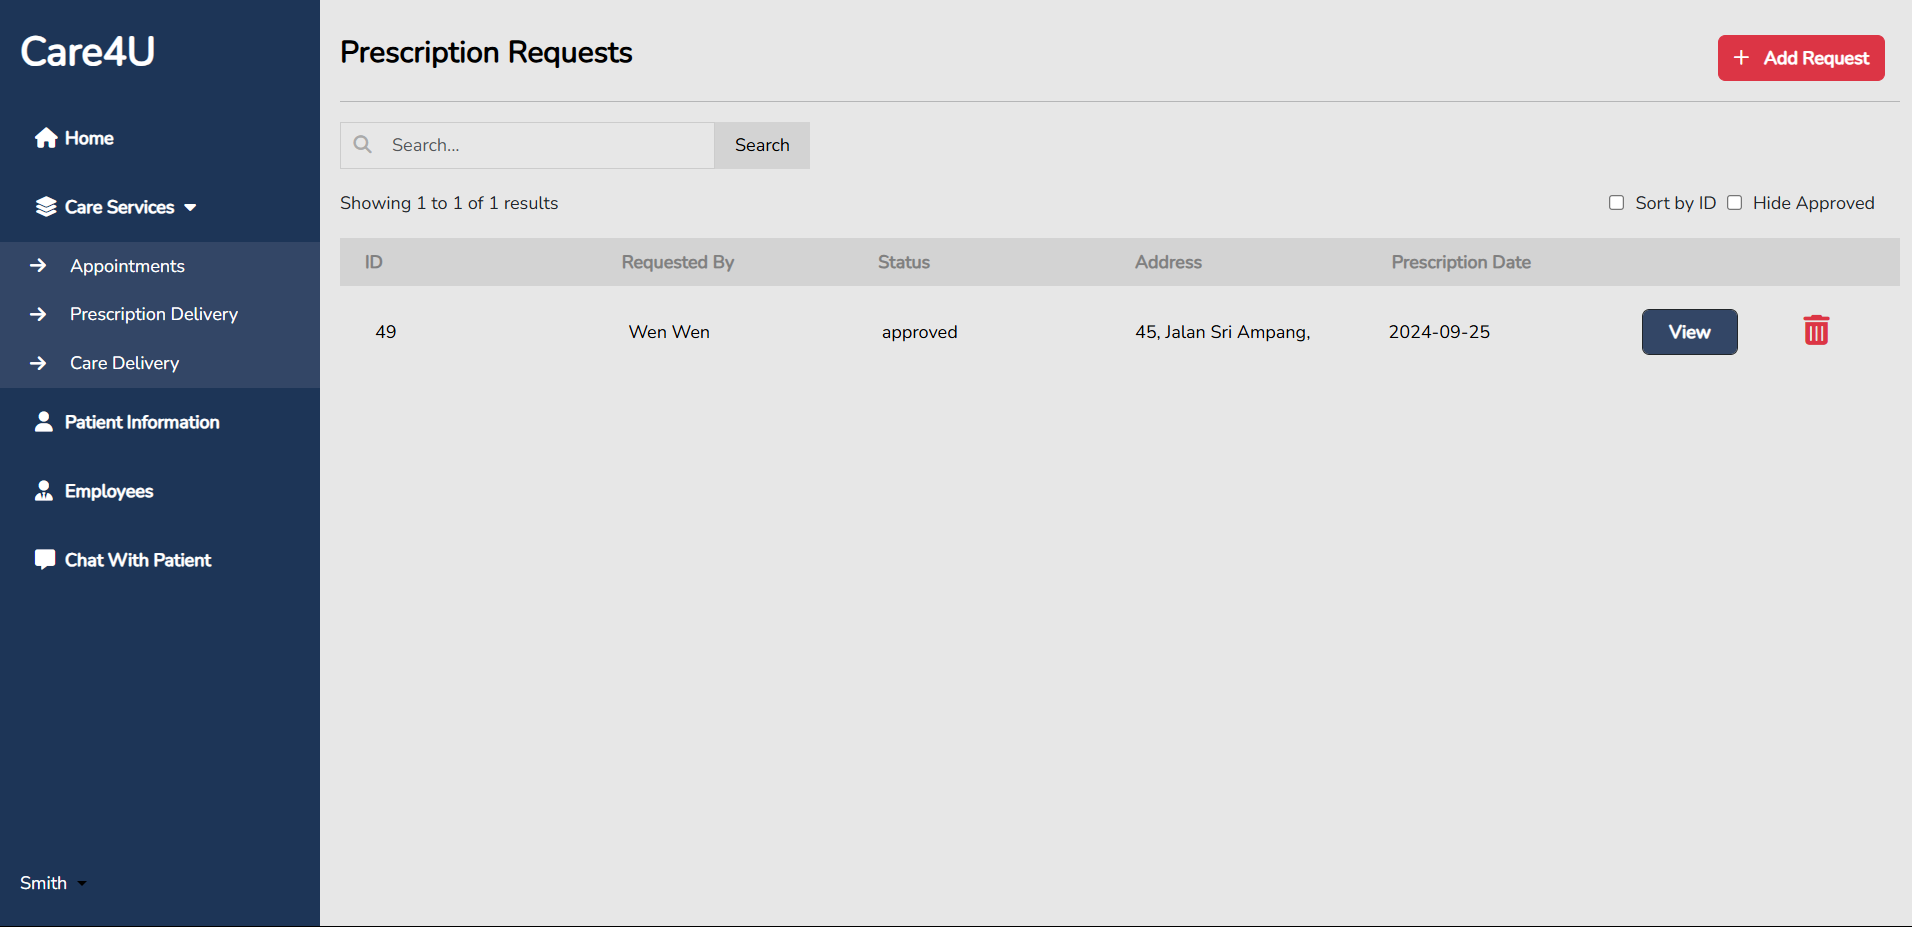 Care4U
Home
Care Services
Appointments
Prescription Delivery
Care Delivery
Patient Information
Employees
Chat With Patient
Smith
Prescription Requests
+ Add Request
Search...
Search
Showing 1 to 1 of 1 results
Sort by ID Hide Approved
ID Requested By Status Address Prescription Date
49 Wen Wen approved 45, Jalan Sri Ampang, 2024-09-25 View